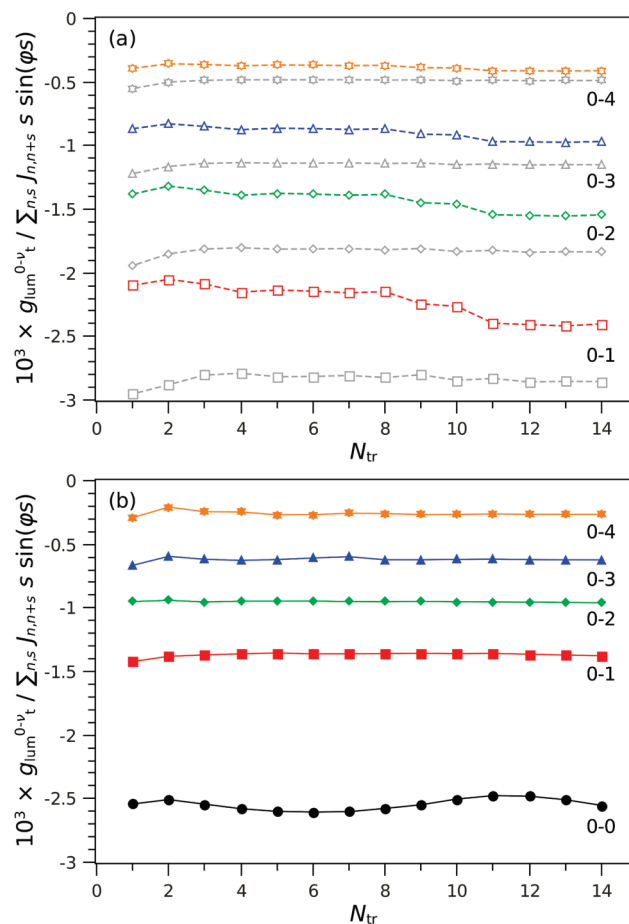 (a)
0
-0.5
-1
-1.5
-2
-2.5
-3
10³ × g_lum^0-ν_t / Σ_n,s J_n,n+s s sin(φs)
0-4
0-3
0-2
0-1
0 2 4 6 8 10 12 14
N_tr
(b)
0
-0.5
-1
-1.5
-2
-2.5
-3
10³ × g_lum^0-ν_t / Σ_n,s J_n,n+s s sin(φs)
0-4
0-3
0-2
0-1
0-0
0 2 4 6 8 10 12 14
N_tr